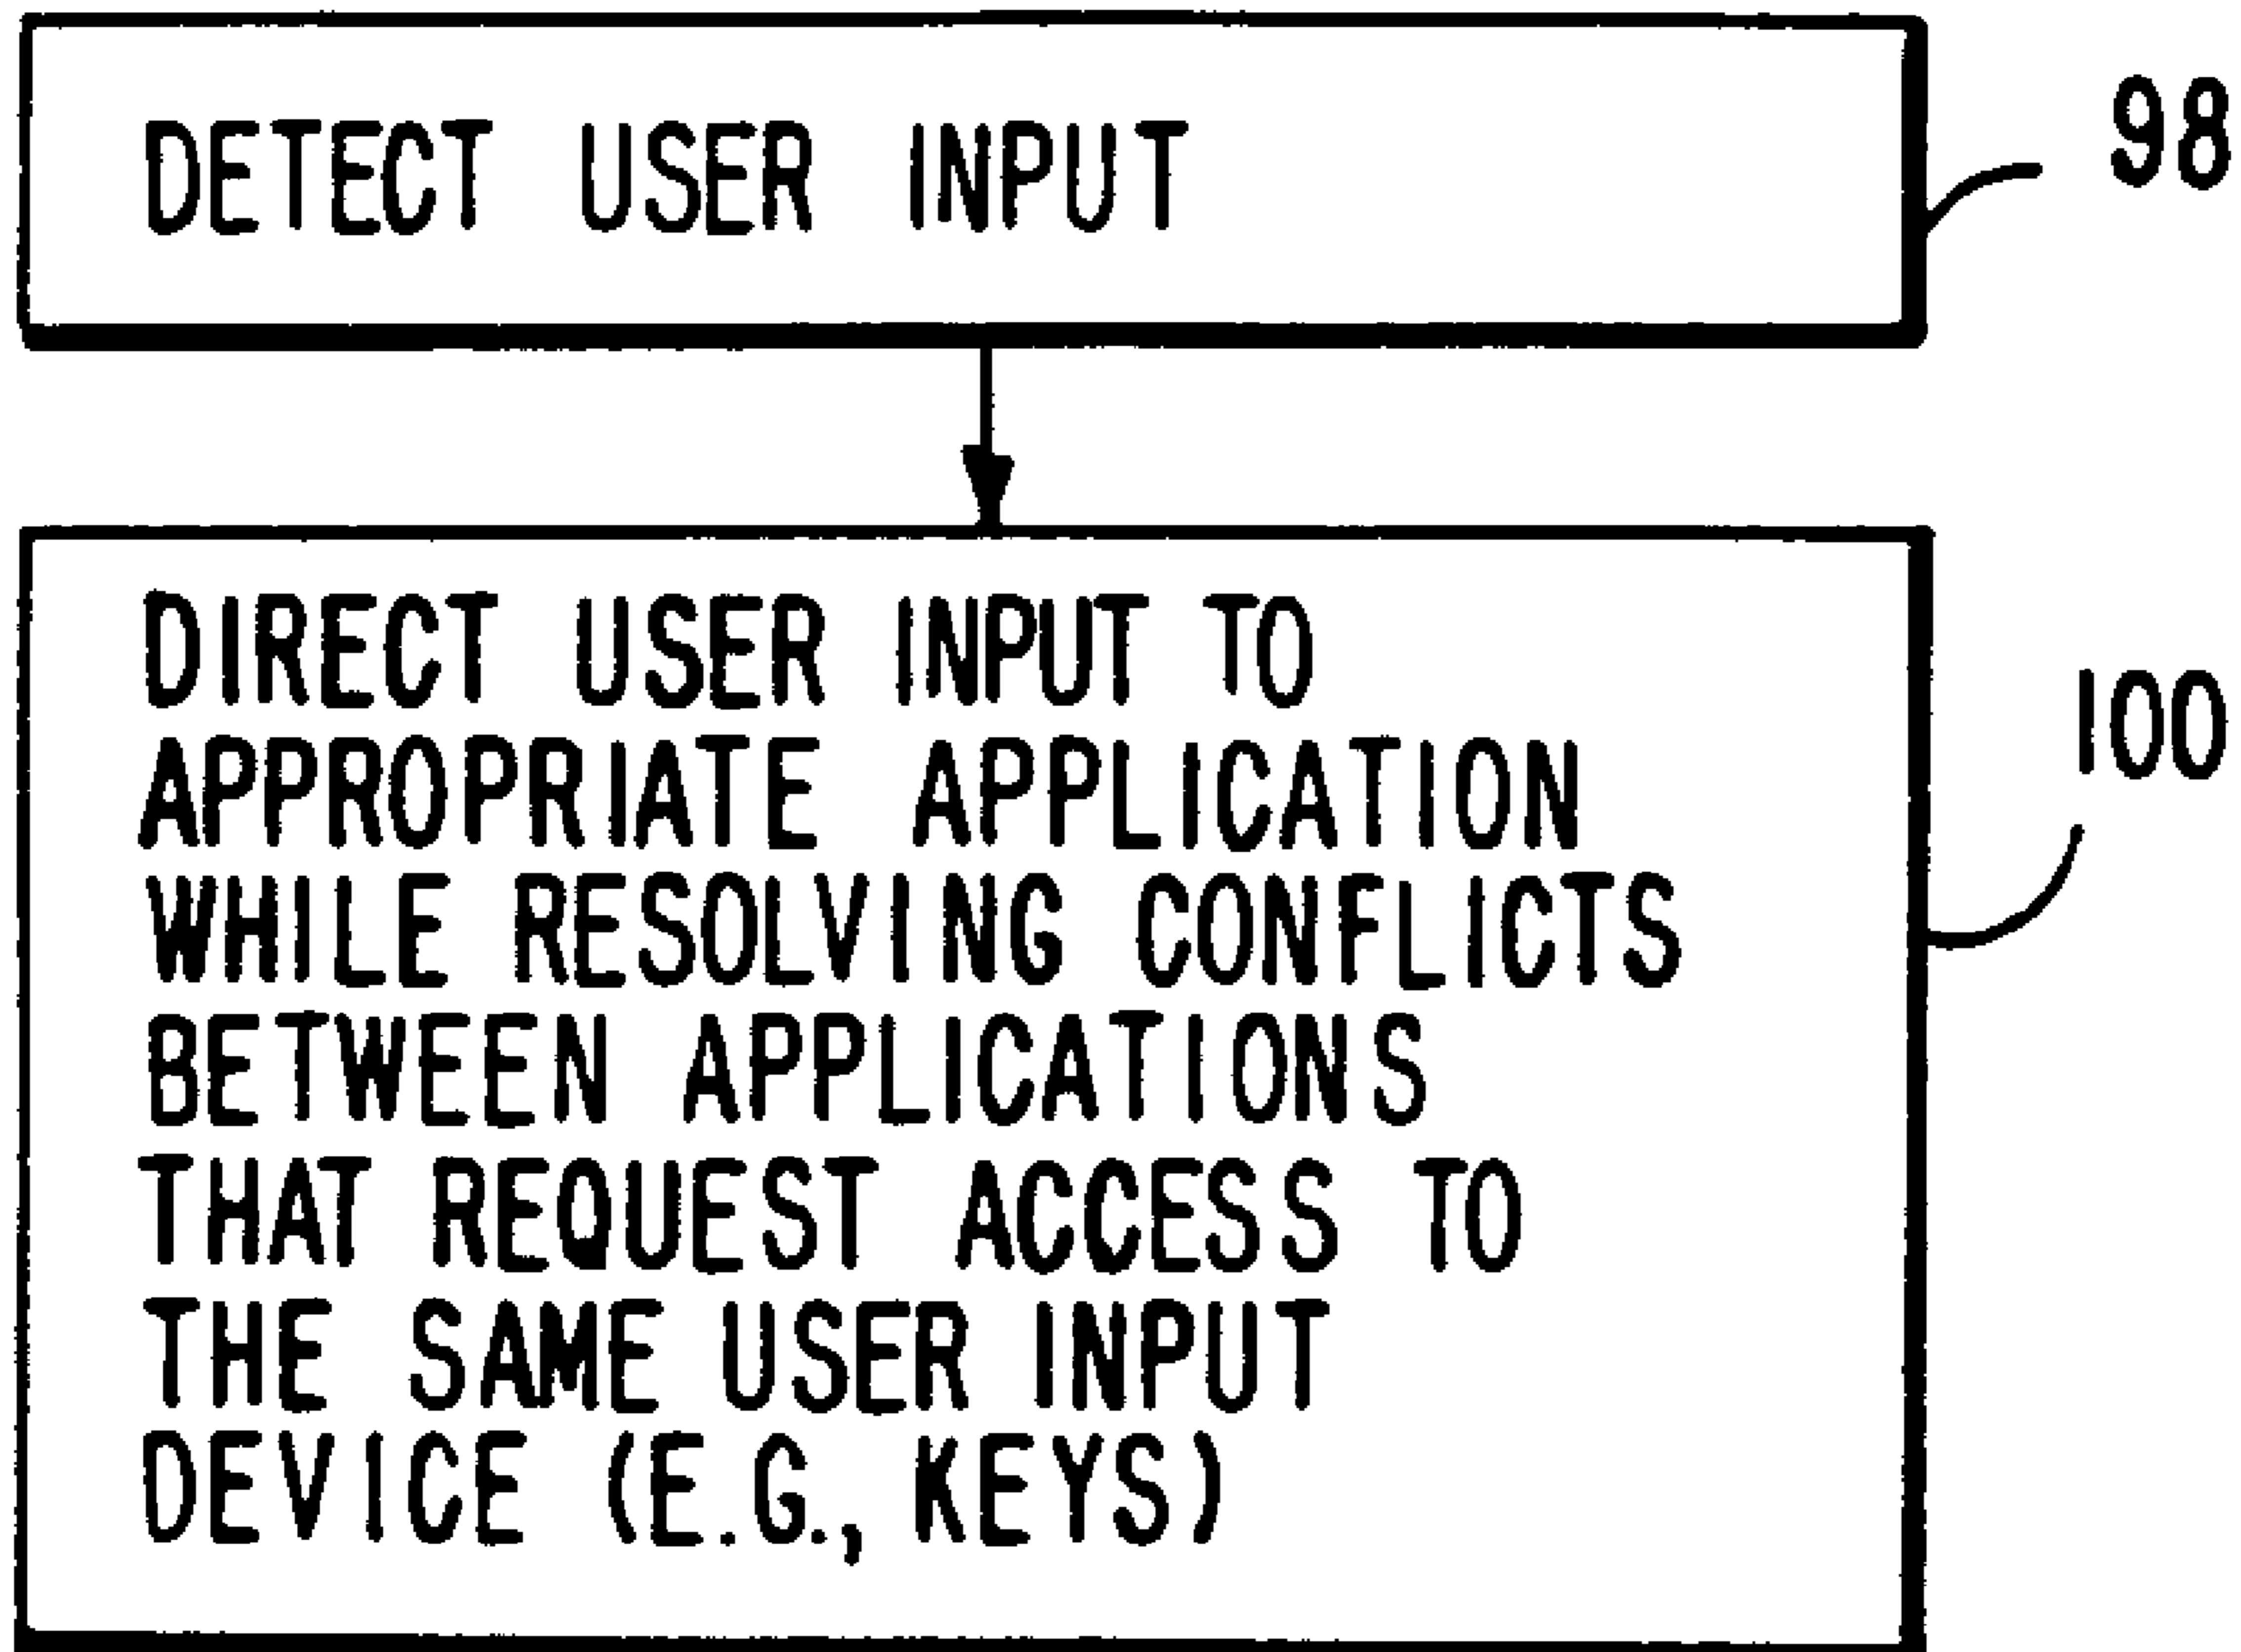 DETECT USER INPUT
98
DIRECT USER INPUT TO
APPROPRIATE APPLICATION
WHILE RESOLVING CONFLICTS
BETWEEN APPLICATIONS
THAT REQUEST ACCESS TO
THE SAME USER INPUT
DEVICE (E.G., KEYS)
100